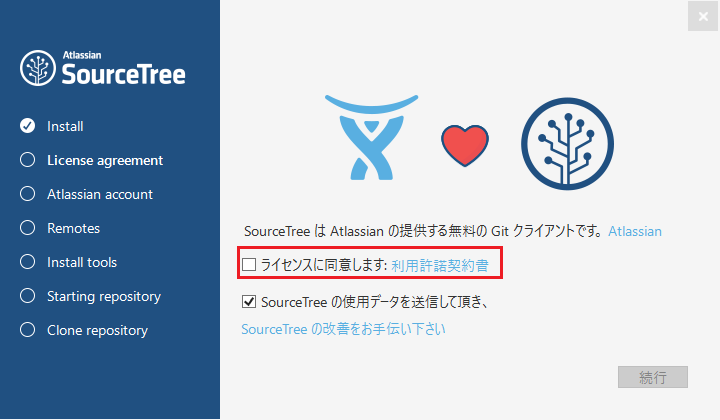 Atlassian
SourceTree
Install
License agreement
Atlassian account
Remotes
Install tools
Starting repository
Clone repository
SourceTree は Atlassian の提供する無料の Git クライアントです。 Atlassian
ライセンスに同意します: 利用許諾契約書
SourceTree の使用データを送信して頂き、
SourceTree の改善をお手伝い下さい
続行